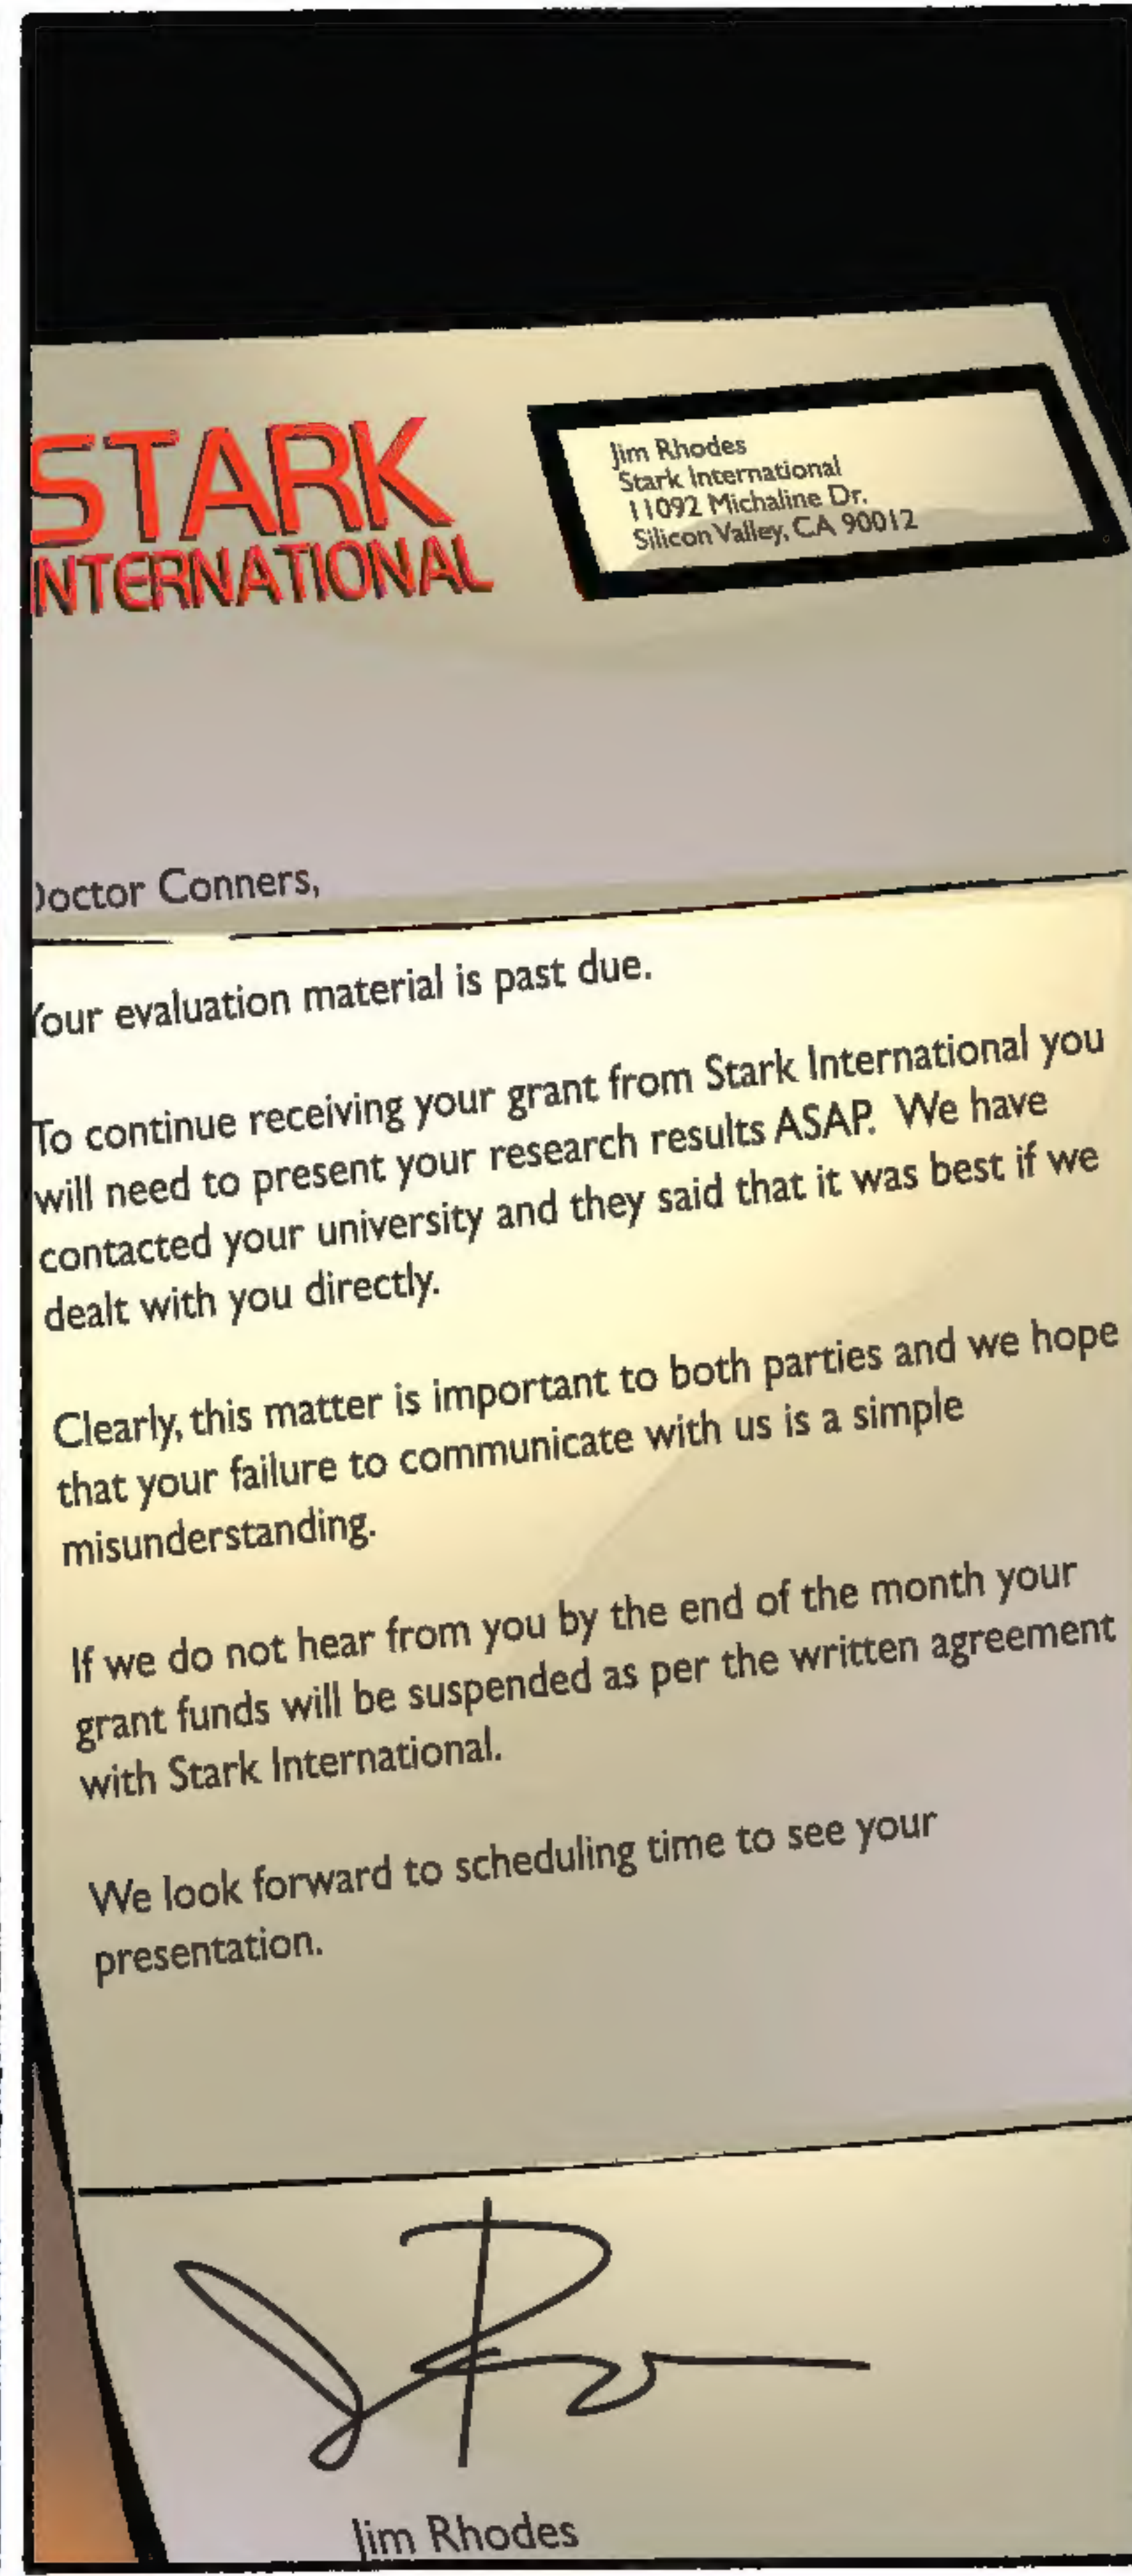 STARK
INTERNATIONAL
Jim Rhodes
Stark International
11092 Michaline Dr.
Silicon Valley, CA 90012
Doctor Conners,
Your evaluation material is past due.
To continue receiving your grant from Stark International you
will need to present your research results ASAP. We have
contacted your university and they said that it was best if we
dealt with you directly.
Clearly, this matter is important to both parties and we hope
that your failure to communicate with us is a simple
misunderstanding.
If we do not hear from you by the end of the month your
grant funds will be suspended as per the written agreement
with Stark International.
We look forward to scheduling time to see your
presentation.
Jim Rhodes